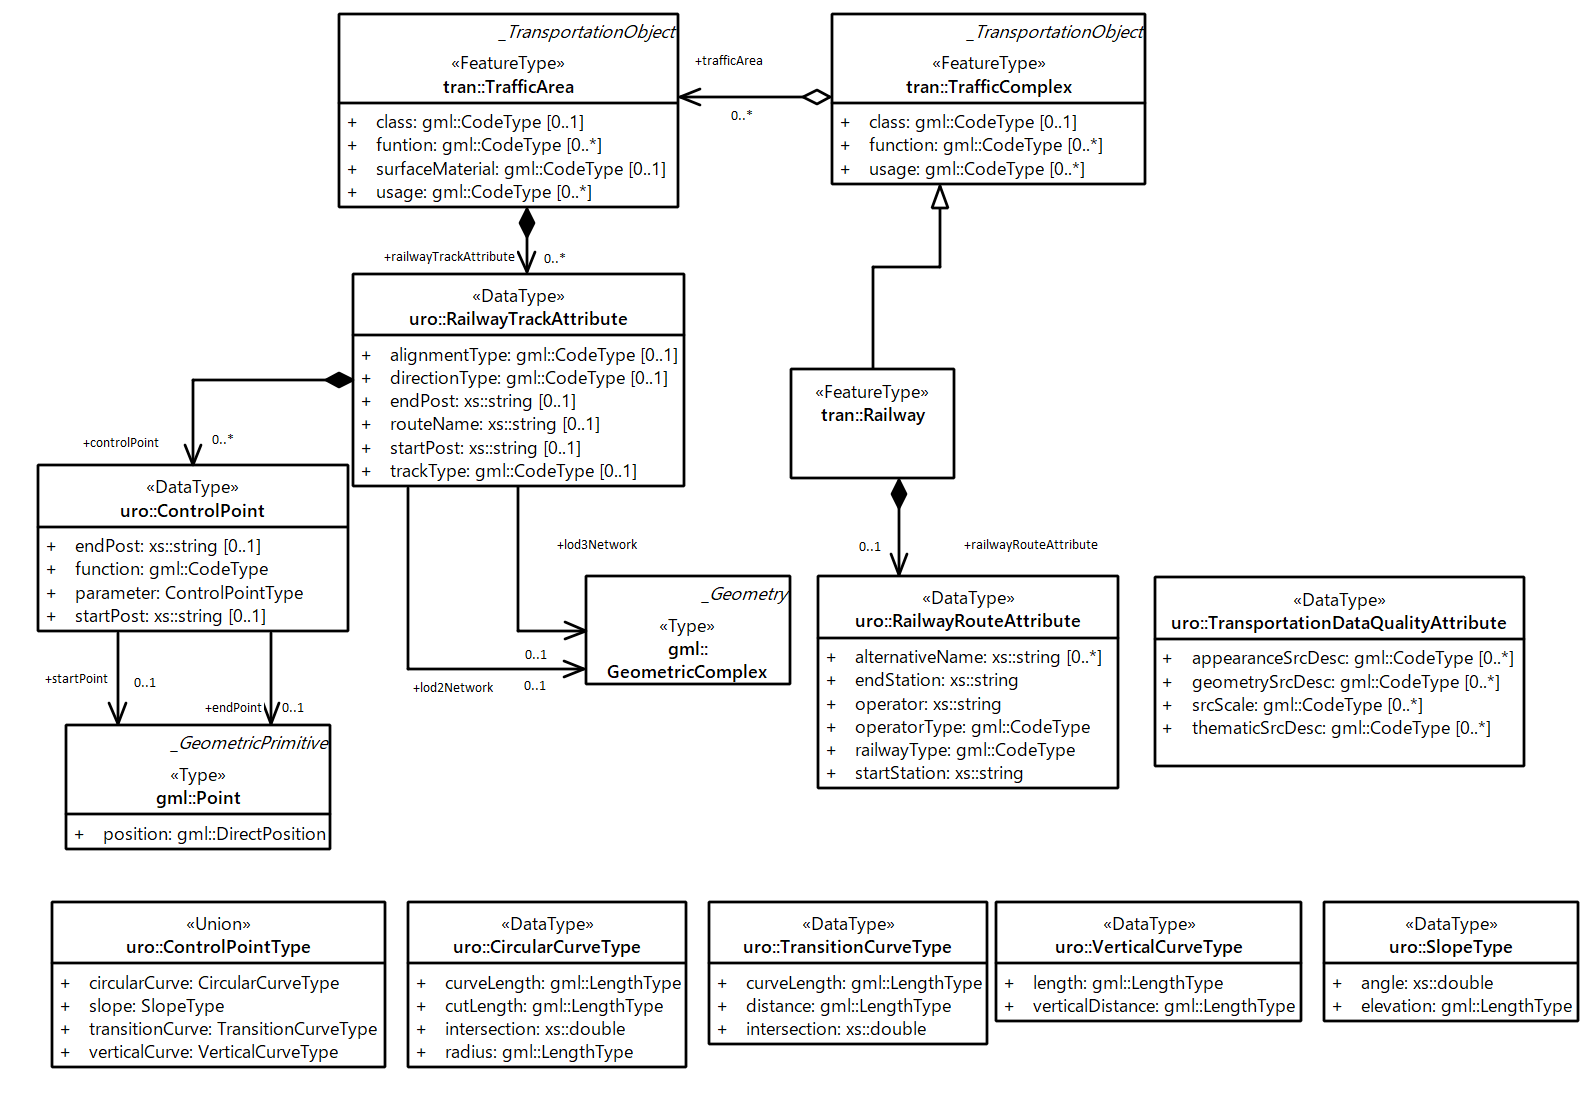 _TransportationObject
«FeatureType»
tran::TrafficArea
+ class: gml::CodeType [0..1]
+ funtion: gml::CodeType [0..*]
+ surfaceMaterial: gml::CodeType [0..1]
+ usage: gml::CodeType [0..*]
+trafficArea
0..*
_TransportationObject
«FeatureType»
tran::TrafficComplex
+ class: gml::CodeType [0..1]
+ function: gml::CodeType [0..*]
+ usage: gml::CodeType [0..*]
+railwayTrackAttribute
0..*
«DataType»
uro::RailwayTrackAttribute
+ alignmentType: gml::CodeType [0..1]
+ directionType: gml::CodeType [0..1]
+ endPost: xs::string [0..1]
+ routeName: xs::string [0..1]
+ startPost: xs::string [0..1]
+ trackType: gml::CodeType [0..1]
«FeatureType»
tran::Railway
+controlPoint
0..*
«DataType»
uro::ControlPoint
+ endPost: xs::string [0..1]
+ function: gml::CodeType
+ parameter: ControlPointType
+ startPost: xs::string [0..1]
+lod3Network
0..1
+lod2Network
0..1
_Geometry
«Type»
gml::
GeometricComplex
0..1
+railwayRouteAttribute
«DataType»
uro::RailwayRouteAttribute
+ alternativeName: xs::string [0..*]
+ endStation: xs::string
+ operator: xs::string
+ operatorType: gml::CodeType
+ railwayType: gml::CodeType
+ startStation: xs::string
«DataType»
uro::TransportationDataQualityAttribute
+ appearanceSrcDesc: gml::CodeType [0..*]
+ geometrySrcDesc: gml::CodeType [0..*]
+ srcScale: gml::CodeType [0..*]
+ thematicSrcDesc: gml::CodeType [0..*]
+startPoint
0..1
+endPoint
0..1
_GeometricPrimitive
«Type»
gml::Point
+ position: gml::DirectPosition
«Union»
uro::ControlPointType
+ circularCurve: CircularCurveType
+ slope: SlopeType
+ transitionCurve: TransitionCurveType
+ verticalCurve: VerticalCurveType
«DataType»
uro::CircularCurveType
+ curveLength: gml::LengthType
+ cutLength: gml::LengthType
+ intersection: xs::double
+ radius: gml::LengthType
«DataType»
uro::TransitionCurveType
+ curveLength: gml::LengthType
+ distance: gml::LengthType
+ intersection: xs::double
«DataType»
uro::VerticalCurveType
+ length: gml::LengthType
+ verticalDistance: gml::LengthType
«DataType»
uro::SlopeType
+ angle: xs::double
+ elevation: gml::LengthType